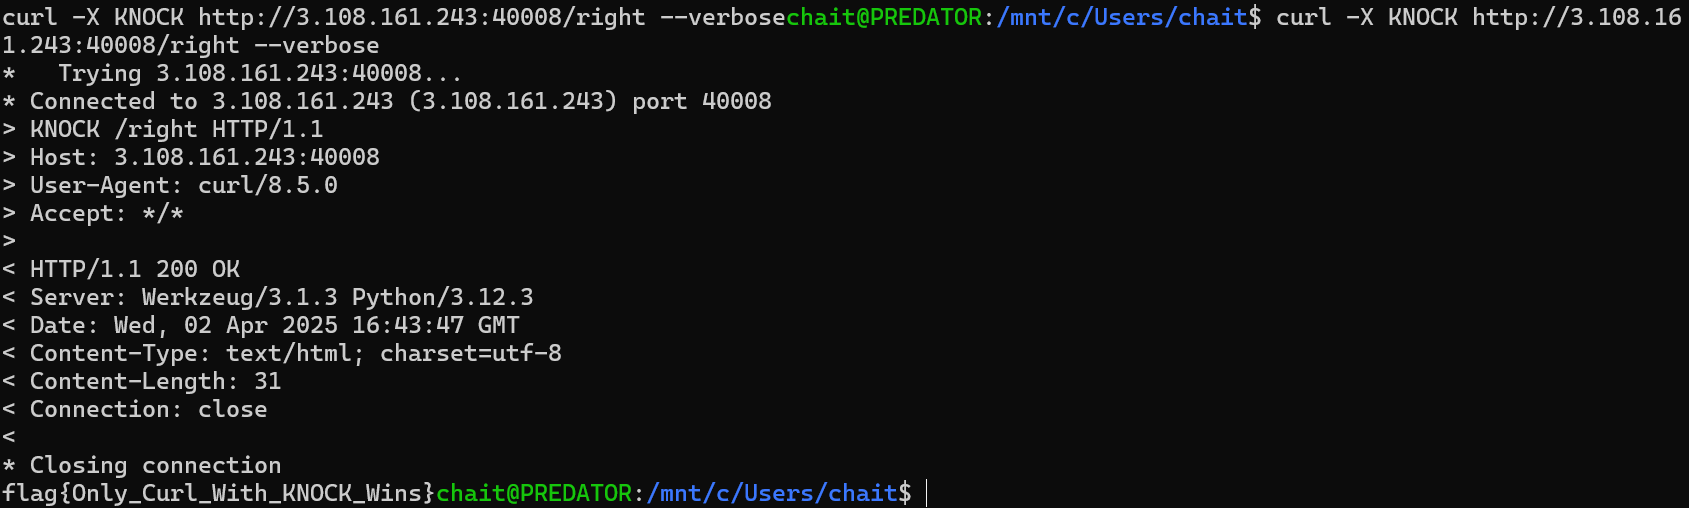 curl -X KNOCK http://3.108.161.243:40008/right --verbosechait@PREDATOR:/mnt/c/Users/chait$ curl -X KNOCK http://3.108.16
1.243:40008/right --verbose
*   Trying 3.108.161.243:40008...
* Connected to 3.108.161.243 (3.108.161.243) port 40008
> KNOCK /right HTTP/1.1
> Host: 3.108.161.243:40008
> User-Agent: curl/8.5.0
> Accept: */*
>
< HTTP/1.1 200 OK
< Server: Werkzeug/3.1.3 Python/3.12.3
< Date: Wed, 02 Apr 2025 16:43:47 GMT
< Content-Type: text/html; charset=utf-8
< Content-Length: 31
< Connection: close
<
* Closing connection
flag{Only_Curl_With_KNOCK_Wins}chait@PREDATOR:/mnt/c/Users/chait$